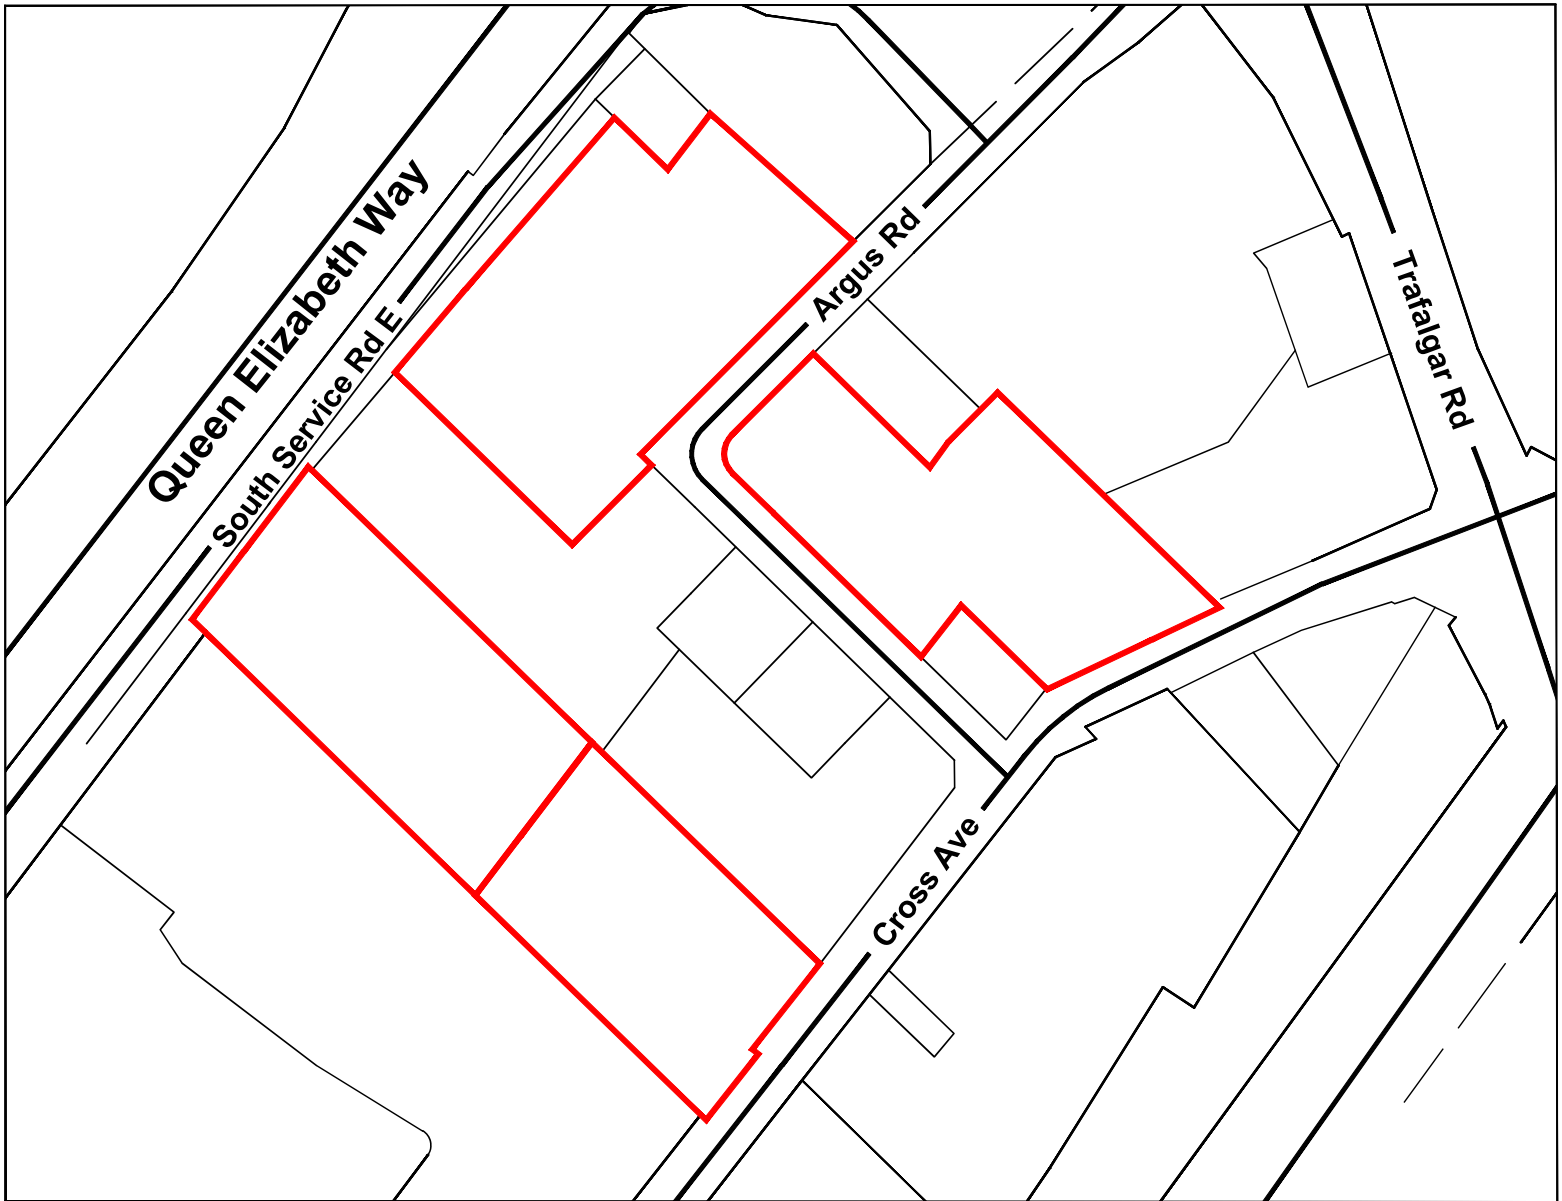 Queen Elizabeth Way
South Service Rd E
Argus Rd
Trafalgar Rd
Cross Ave